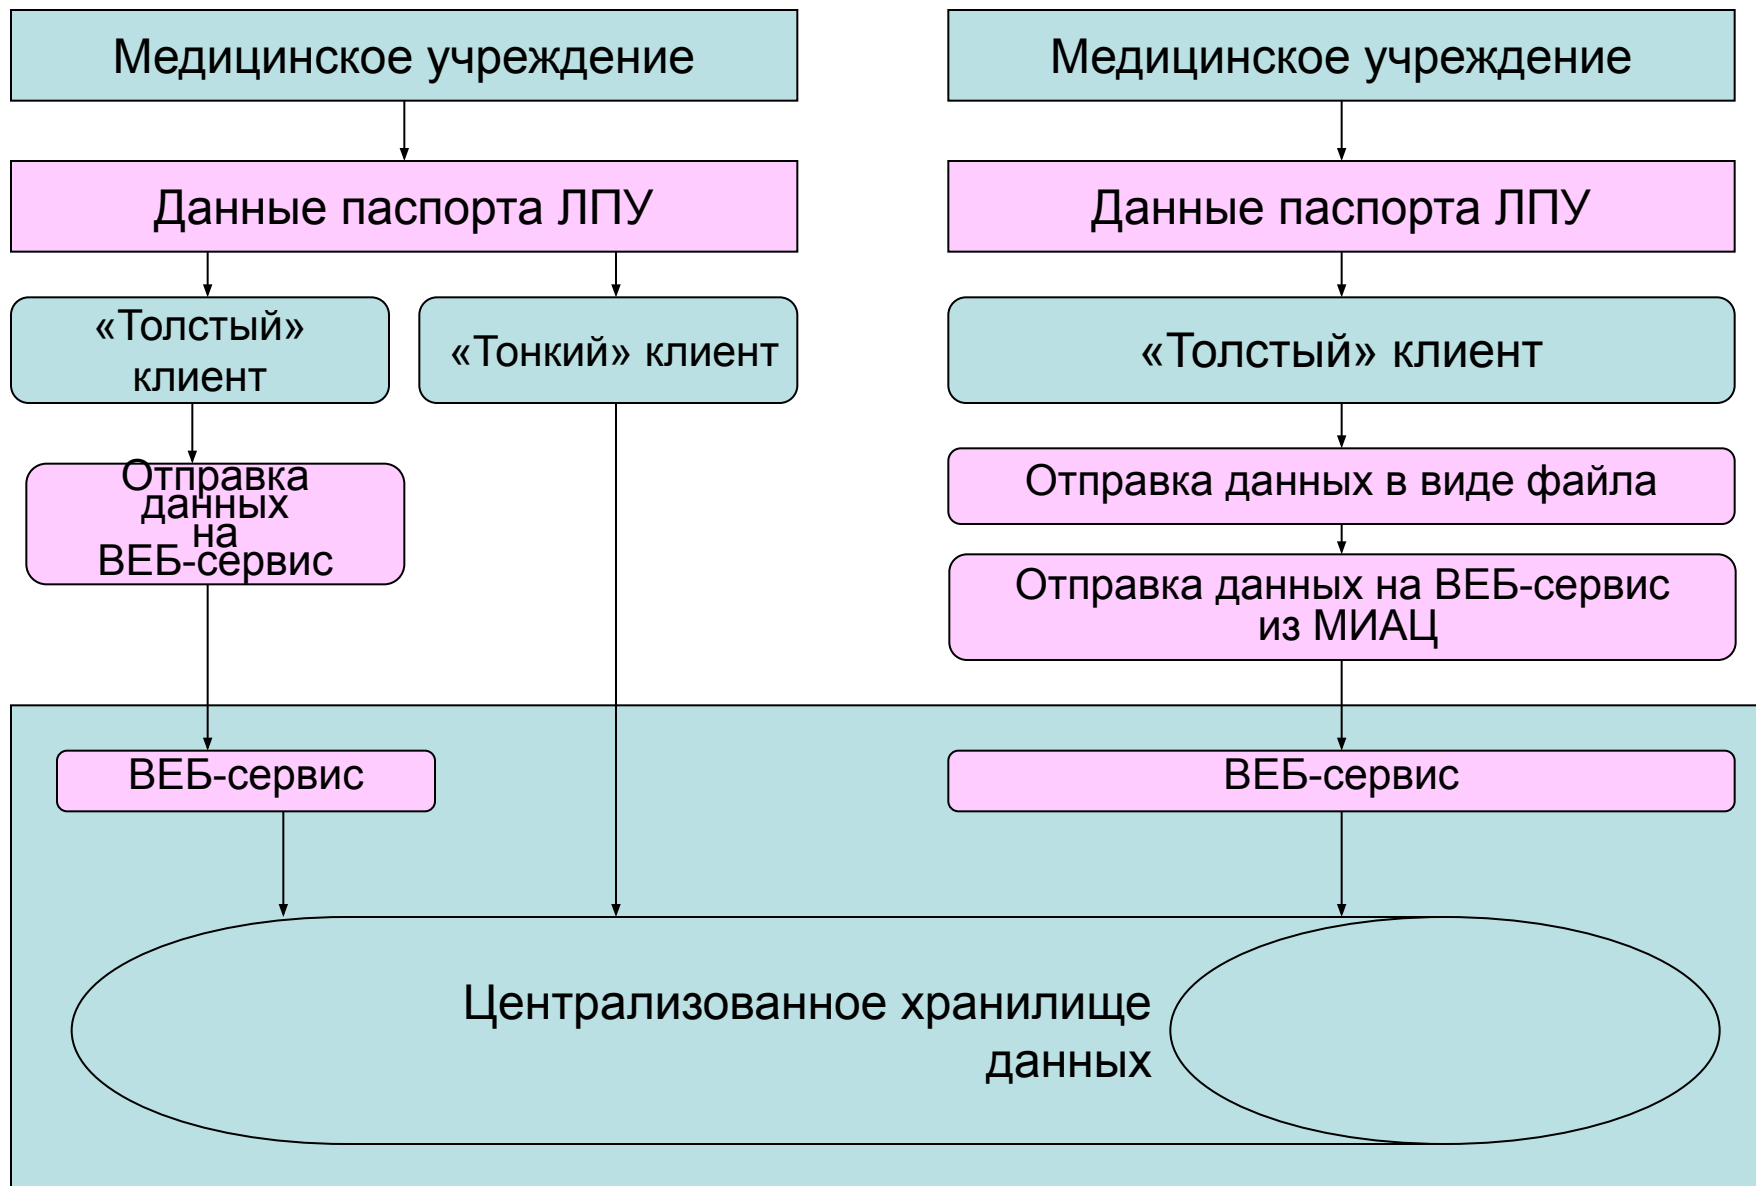 Медицинское учреждение
Данные паспорта ЛПУ
«Толстый»
клиент
«Тонкий» клиент
Отправка
данных
на
ВЕБ-сервис
ВЕБ-сервис
Медицинское учреждение
Данные паспорта ЛПУ
«Толстый» клиент
Отправка данных в виде файла
Отправка данных на ВЕБ-сервис
из МИАЦ
ВЕБ-сервис
Централизованное хранилище
данных